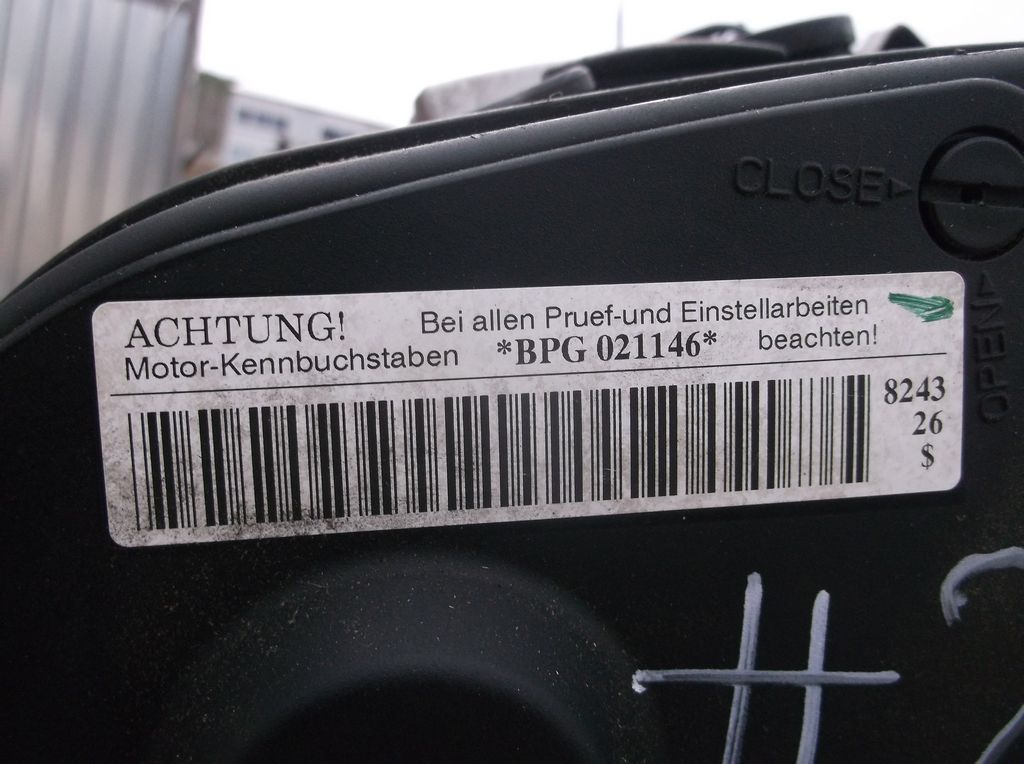 CLOSE
OPEN
ACHTUNG! Bei allen Pruef-und Einstellarbeiten
Motor-Kennbuchstaben *BPG 021146* beachten!
8243
26
$
#